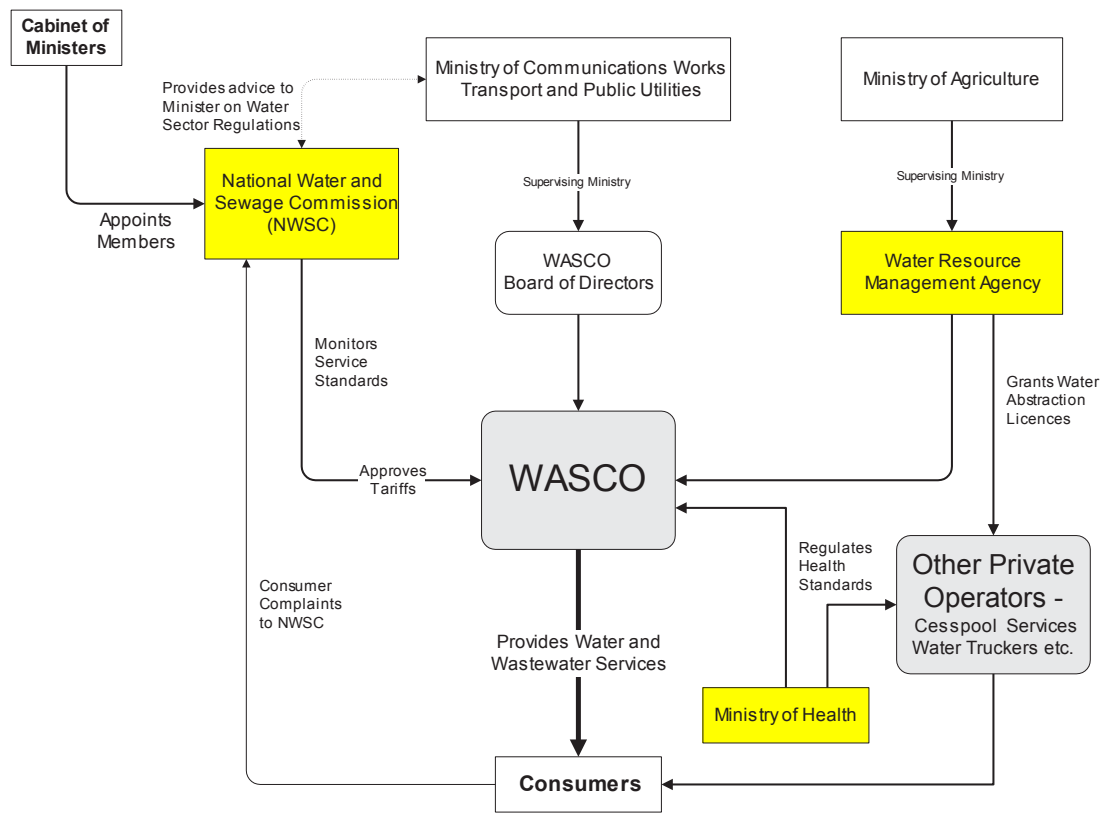 Cabinet of
Ministers
Ministry of Communications Works
Transport and Public Utilities
Ministry of Agriculture
Provides advice to
Minister on Water
Sector Regulations
National Water and
Sewage Commission
(NWSC)
Supervising Ministry
Supervising Ministry
Appoints
Members
WASCO
Board of Directors
Water Resource
Management Agency
Monitors
Service
Standards
Grants Water
Abstraction
Licences
Approves
Tariffs
WASCO
Regulates
Health
Standards
Other Private
Operators -
Cesspool Services
Water Truckers etc.
Consumer
Complaints
to NWSC
Provides Water and
Wastewater Services
Ministry of Health
Consumers